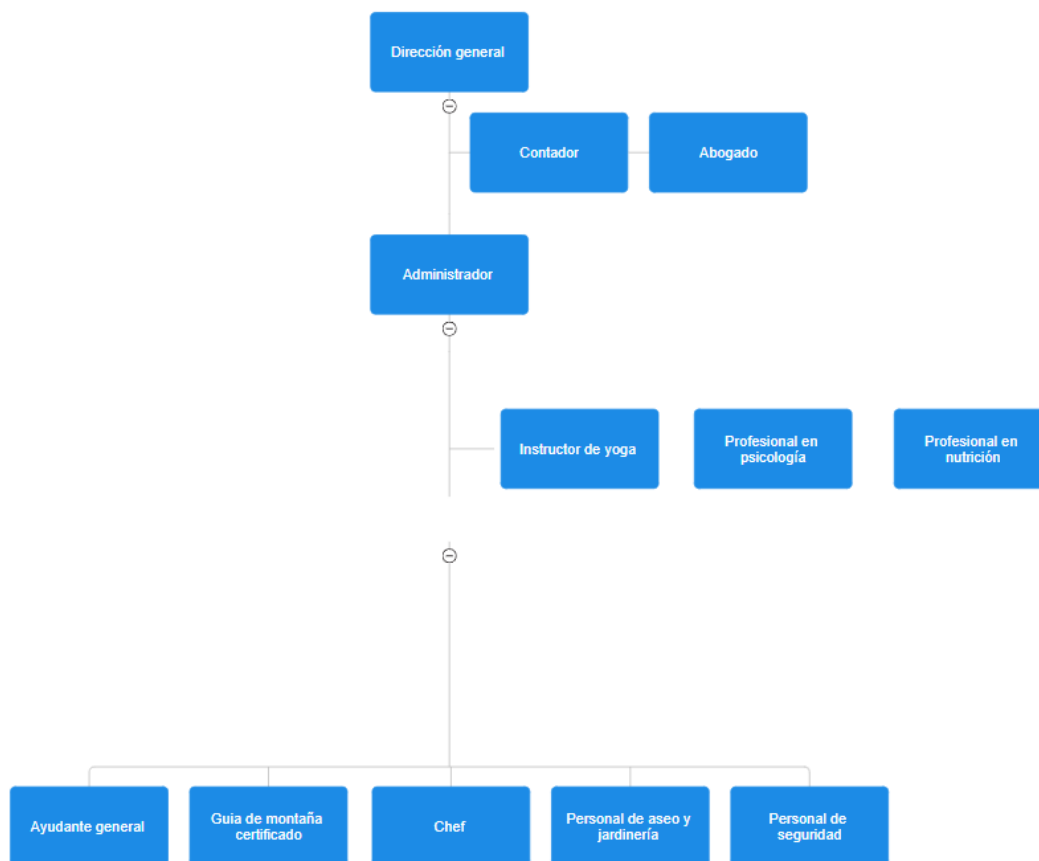 Dirección general
Contador
Abogado
Administrador
Instructor de yoga
Profesional en
psicología
Profesional en
nutrición
Ayudante general
Guia de montaña
certificado
Chef
Personal de aseo y
jardinería
Personal de
seguridad